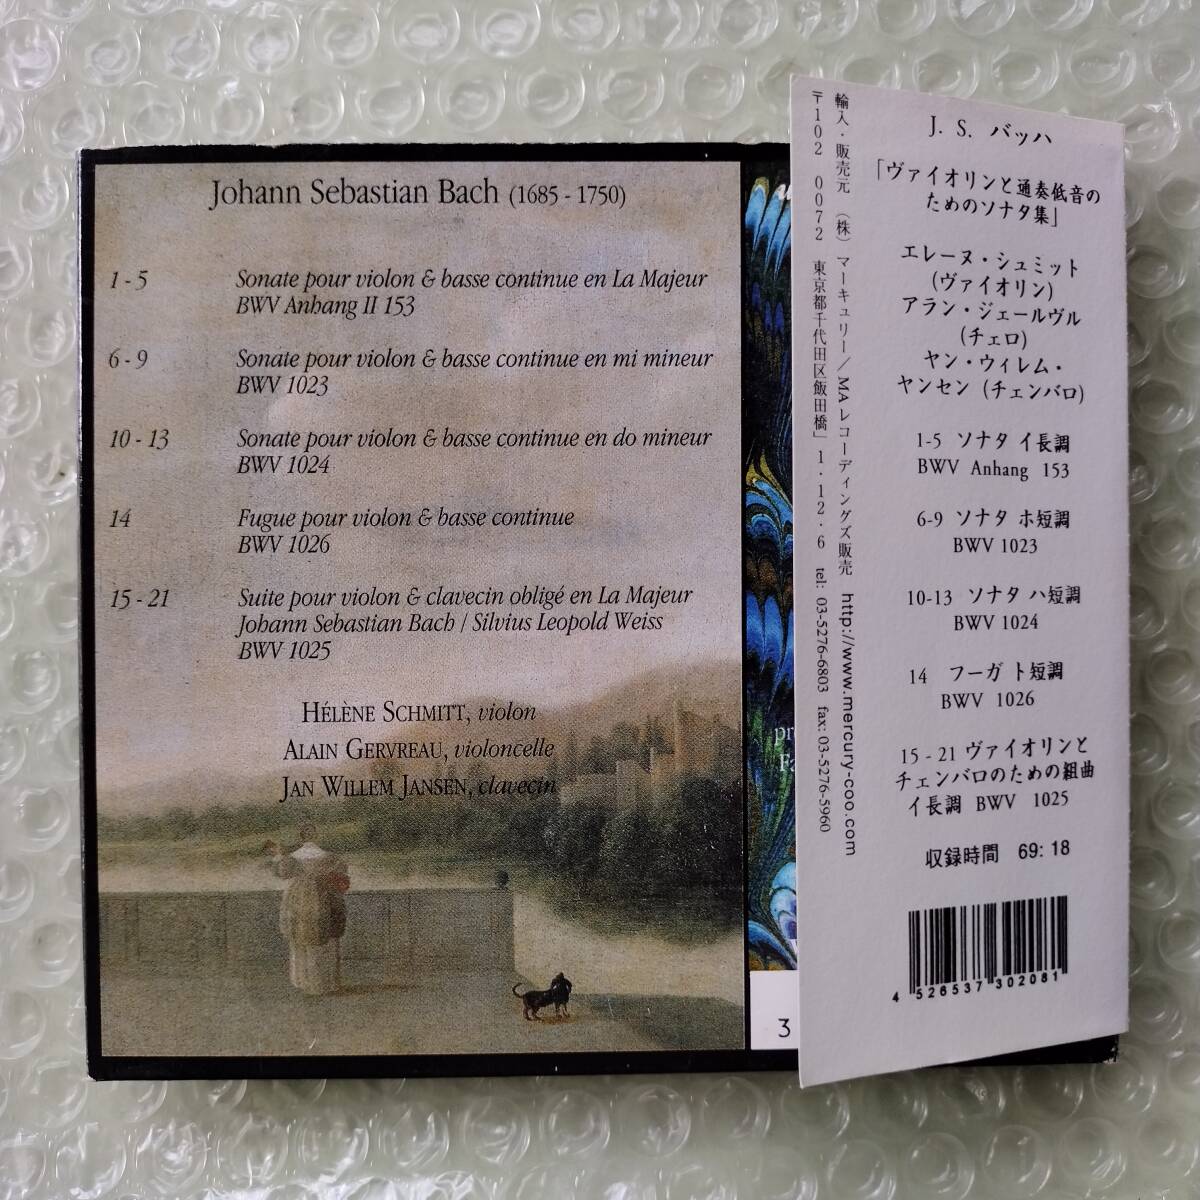 Johann Sebastian Bach (1685 - 1750)
1 - 5 Sonate pour violon & basse continue en La Majeur
BWV Anhang II 153
6 - 9 Sonate pour violon & basse continue en mi mineur
BWV 1023
10 - 13 Sonate pour violon & basse continue en do mineur
BWV 1024
14 Fugue pour violon & basse continue
BWV 1026
15 - 21 Suite pour violon & clavecin obligé en La Majeur
Johann Sebastian Bach / Silvius Leopold Weiss
BWV 1025
HÉLÈNE SCHMITT, violon
ALAIN GERVREAU, violoncelle
JAN WILLEM JANSEN, clavecin
3
輸入・販売元 (株) マーキュリー／MAレコーディングズ販売 http://www.mercury-coo.com
〒102 0072 東京都千代田区飯田橋」1・12・6 tel: 03-5276-6803 fax: 03-5276-5960
J. S. バッハ
「ヴァイオリンと通奏低音の
ためのソナタ集」
エレーヌ・シュミット
(ヴァイオリン)
アラン・ジェールヴル
(チェロ)
ヤン・ウィレム・
ヤンセン (チェンバロ)
1-5 ソナタ イ長調
BWV Anhang 153
6-9 ソナタ ホ短調
BWV 1023
10-13 ソナタ ハ短調
BWV 1024
14 フーガ ト短調
BWV 1026
15 - 21 ヴァイオリンと
チェンバロのための組曲
イ長調 BWV 1025
収録時間 69: 18
4 526537 302081